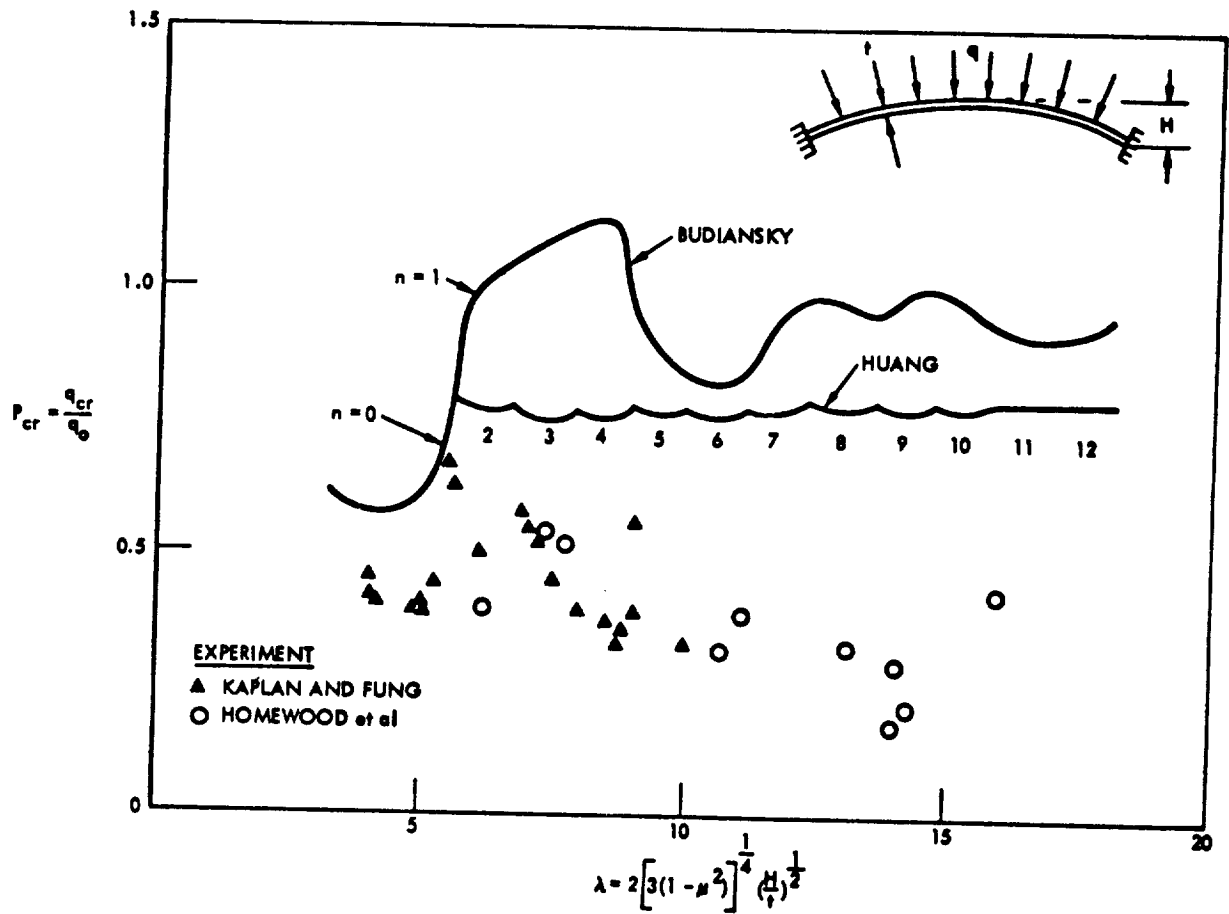 1.5
t
q
H
BUDIANSKY
n = 1
1.0
HUANG
P_cr = q_cr / q_o
n = 0
2 3 4 5 6 7 8 9 10 11 12
0.5
EXPERIMENT
▲ KAPLAN AND FUNG
O HOMEWOOD et al
0
5 10 15 20
λ = 2[3(1 - μ²)]^1/4 (H/t)^1/2